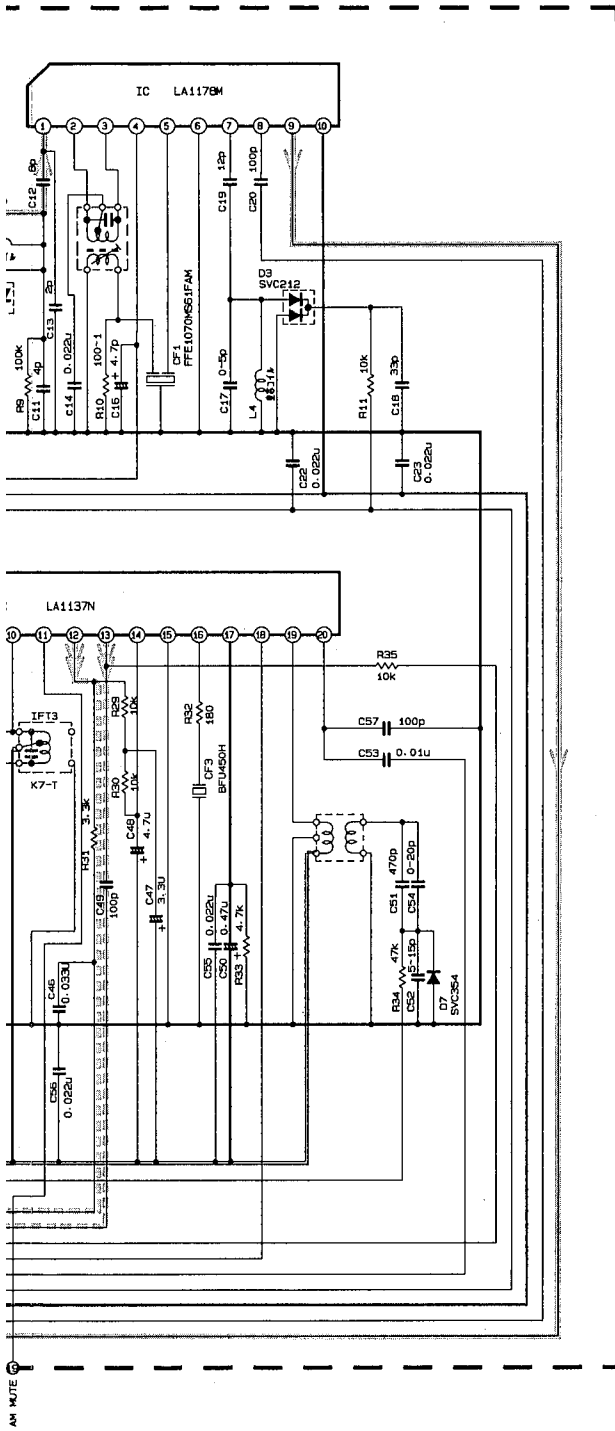 IC LA1178M
1 2 3 4 5 6 7 8 9 10
C12 8p
12p
C19
100p
C20
D3
SVC212
C13 2p
R9 100k
C11 4p
C14 0.022u
R10 100-1
C16 + 4.7p
CF1
FFE1070MS61FAM
C17 0-5p
L4
R11 10k
C18 33p
C22
0.022u
C23
0.022u
LA1137N
10 11 12 13 14 15 16 17 18 19 20
R35
10k
IFT3
K7-T
R29
10k
R30
10k
R32
180
CF3
BFU450H
C57 100p
C53 0.01u
R31 3.3k
C49
100p
C48
+ 4.7u
C47
+ 3.3U
C55 0.022u
C50 0.47u
R33 + 4.7k
C51 470p
C54 0-20p
R34 47k
C52 5-15p
D7
SVC354
C46
0.033U
C56
0.022u
AM MUTE